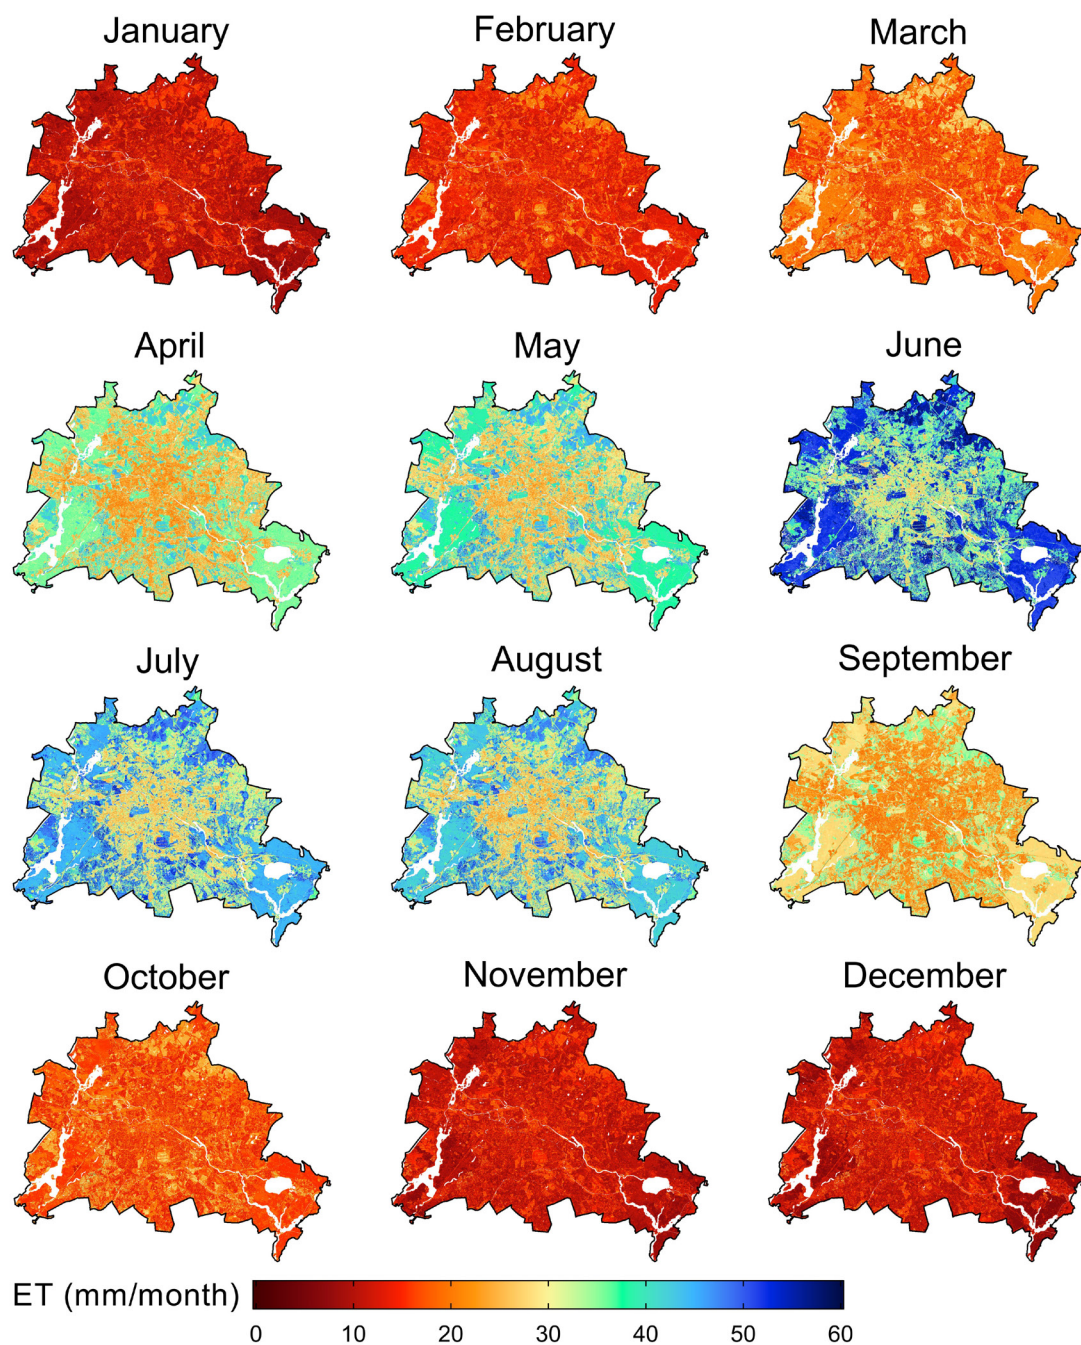 January February March
April May June
July August September
October November December
ET (mm/month)
0 10 20 30 40 50 60